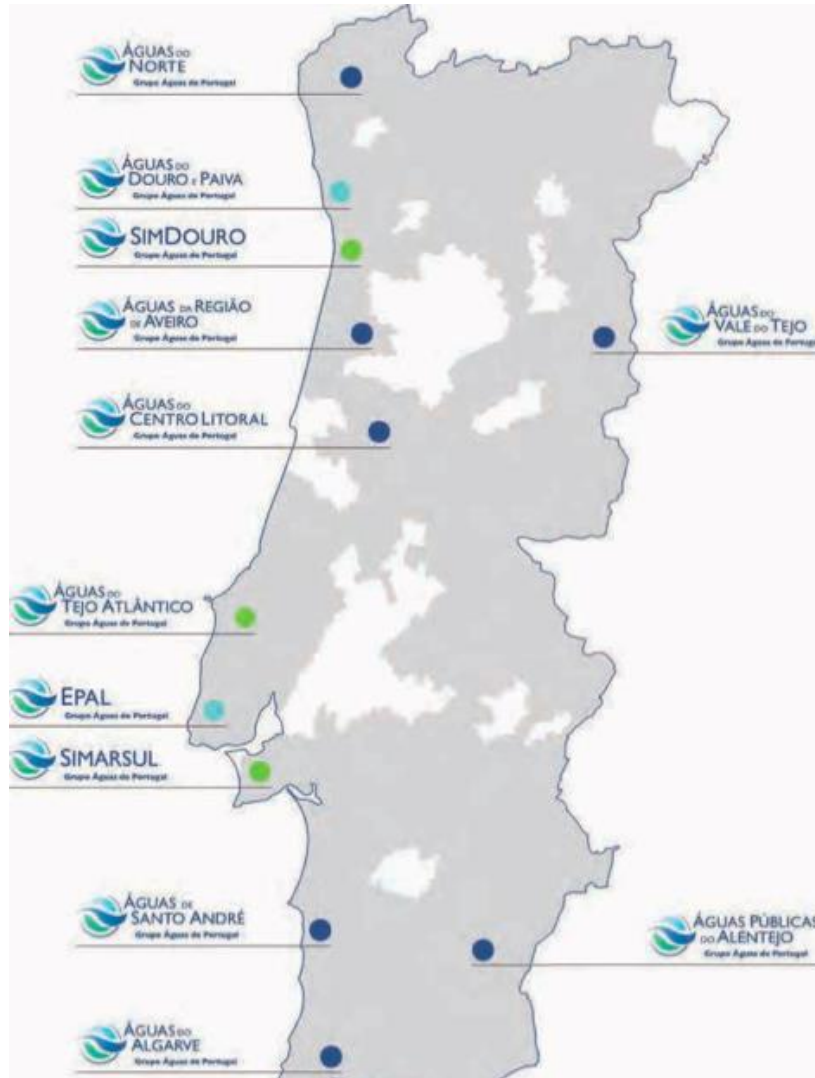 ÁGUAS DO
NORTE
Grupo Águas de Portugal
ÁGUAS DO
DOURO E PAIVA
Grupo Águas de Portugal
SIMDOURO
Grupo Águas de Portugal
ÁGUAS DA REGIÃO
DE AVEIRO
Grupo Águas de Portugal
ÁGUAS DO
VALE DO TEJO
Grupo Águas de Portugal
ÁGUAS DO
CENTRO LITORAL
Grupo Águas de Portugal
ÁGUAS DO
TEJO ATLÂNTICO
Grupo Águas de Portugal
EPAL
Grupo Águas de Portugal
SIMARSUL
Grupo Águas de Portugal
ÁGUAS DE
SANTO ANDRÉ
Grupo Águas de Portugal
ÁGUAS PÚBLICAS
DO ALENTEJO
Grupo Águas de Portugal
ÁGUAS DO
ALGARVE
Grupo Águas de Portugal